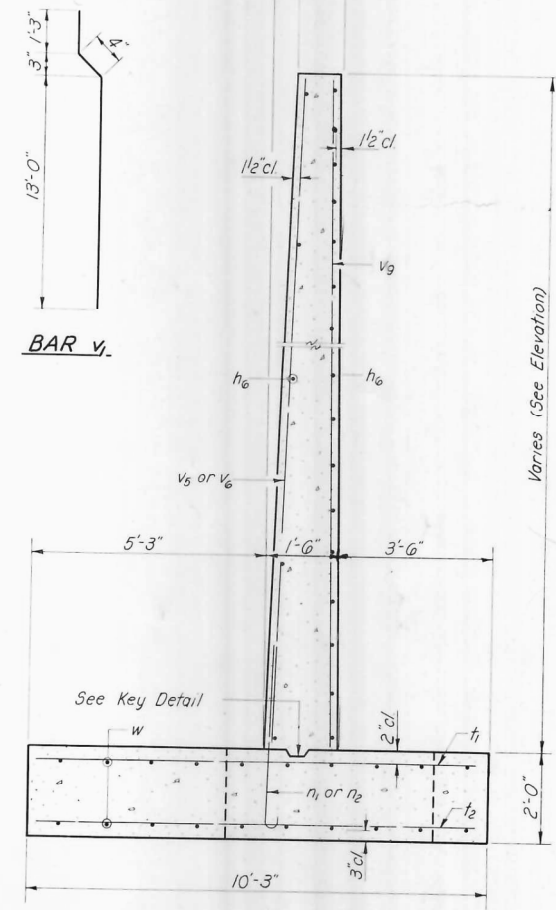 1'-3"
3"
4"
13'-0"
BAR v₁
1½"cl.
1½"cl.
v₉
h₆
h₆
v₅ or v₆
Varies (See Elevation)
5'-3"
1'-6"
3'-6"
See Key Detail
w
2"cl.
t₁
n₁ or n₂
t₂
3"cl.
2'-0"
10'-3"